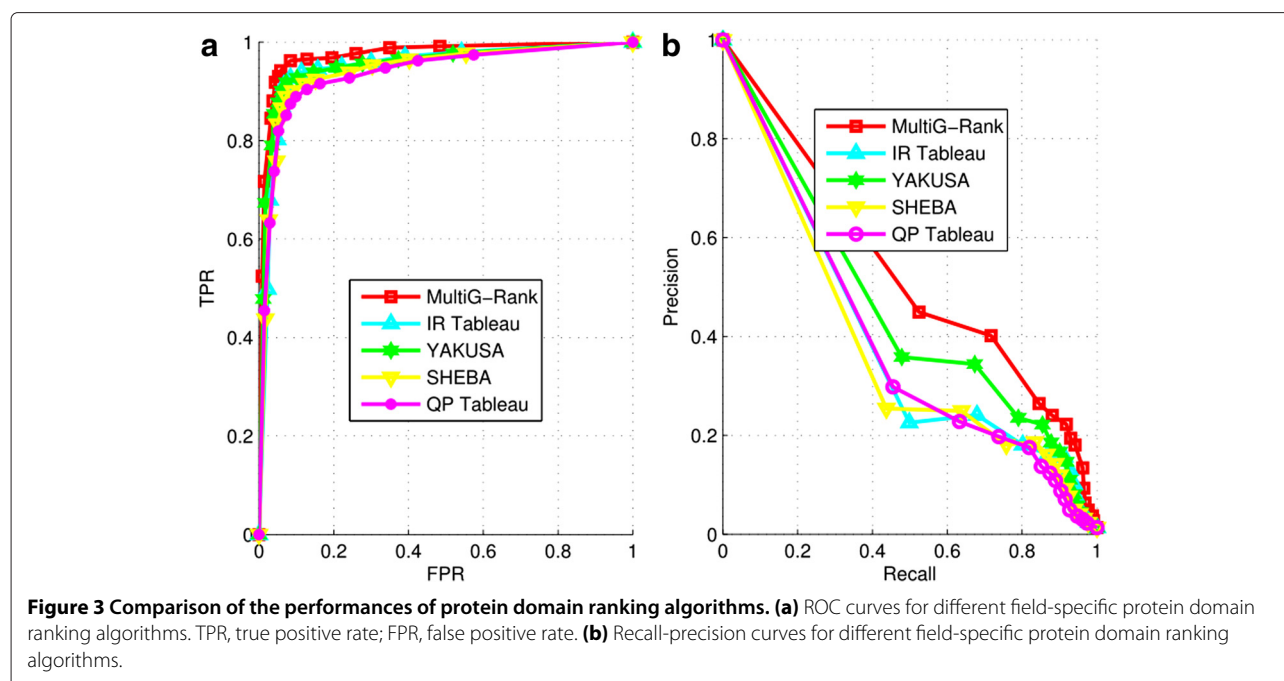 a
1
0.8
0.6
0.4
0.2
0
TPR
0 0.2 0.4 0.6 0.8 1
FPR
MultiG−Rank
IR Tableau
YAKUSA
SHEBA
QP Tableau
b
1
0.8
0.6
0.4
0.2
0
Precision
0 0.2 0.4 0.6 0.8 1
Recall
MultiG−Rank
IR Tableau
YAKUSA
SHEBA
QP Tableau
Figure 3 Comparison of the performances of protein domain ranking algorithms. (a) ROC curves for different field-specific protein domain
ranking algorithms. TPR, true positive rate; FPR, false positive rate. (b) Recall-precision curves for different field-specific protein domain ranking
algorithms.